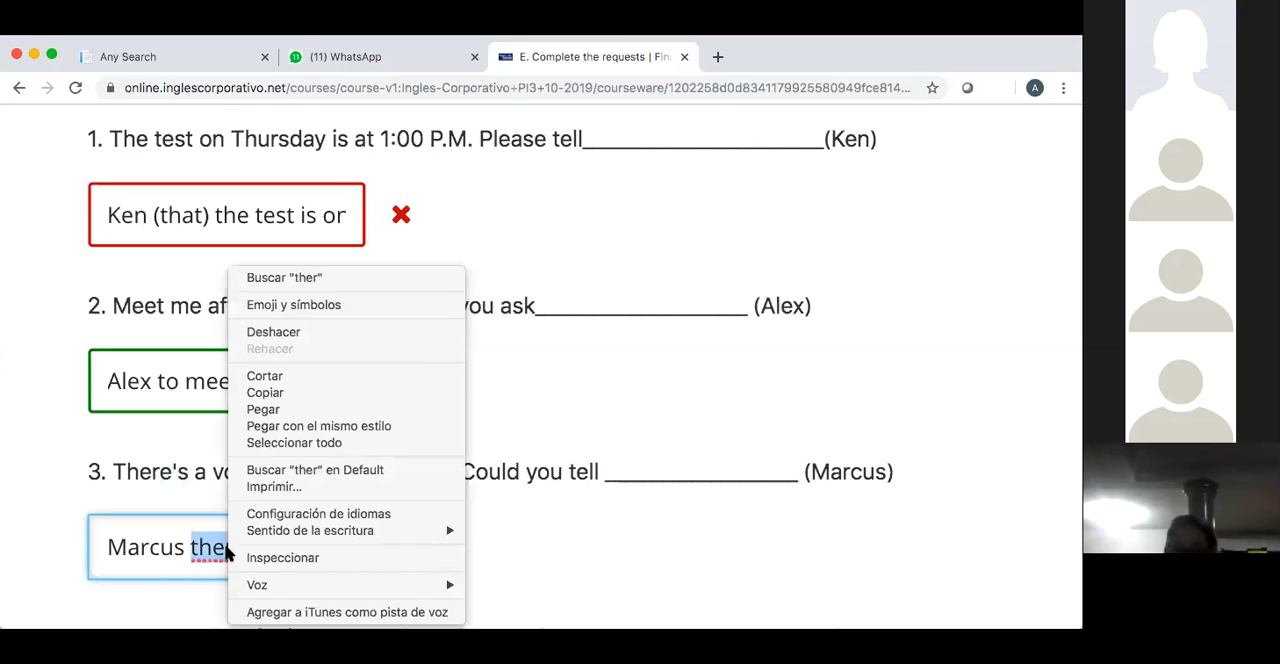 Any Search
(11) WhatsApp
E. Complete the requests | Fin
online.inglescorporativo.net/courses/course-v1:Ingles-Corporativo+PI3+10-2019/courseware/1202258d0d8341179925580949fce814...
A
1. The test on Thursday is at 1:00 P.M. Please tell______________________(Ken)
Ken (that) the test is or
2. Meet me af
you ask___________________ (Alex)
Alex to mee
3. There's a vo
Could you tell _________________ (Marcus)
Marcus the
Buscar "ther"
Emoji y símbolos
Deshacer
Rehacer
Cortar
Copiar
Pegar
Pegar con el mismo estilo
Seleccionar todo
Buscar "ther" en Default
Imprimir...
Configuración de idiomas
Sentido de la escritura
Inspeccionar
Voz
Agregar a iTunes como pista de voz